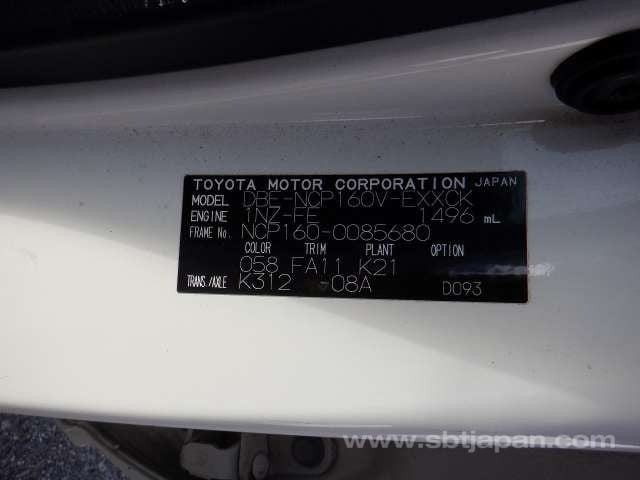 TOYOTA MOTOR CORPORATION JAPAN
MODEL DBE-NCP160V-EXXCK
ENGINE 1NZ-FE 1496 mL
FRAME No. NCP160-0085680
COLOR TRIM PLANT OPTION
058 FA11 K21
TRANS./AXLE K312 -08A D093
www.sbtjapan.com